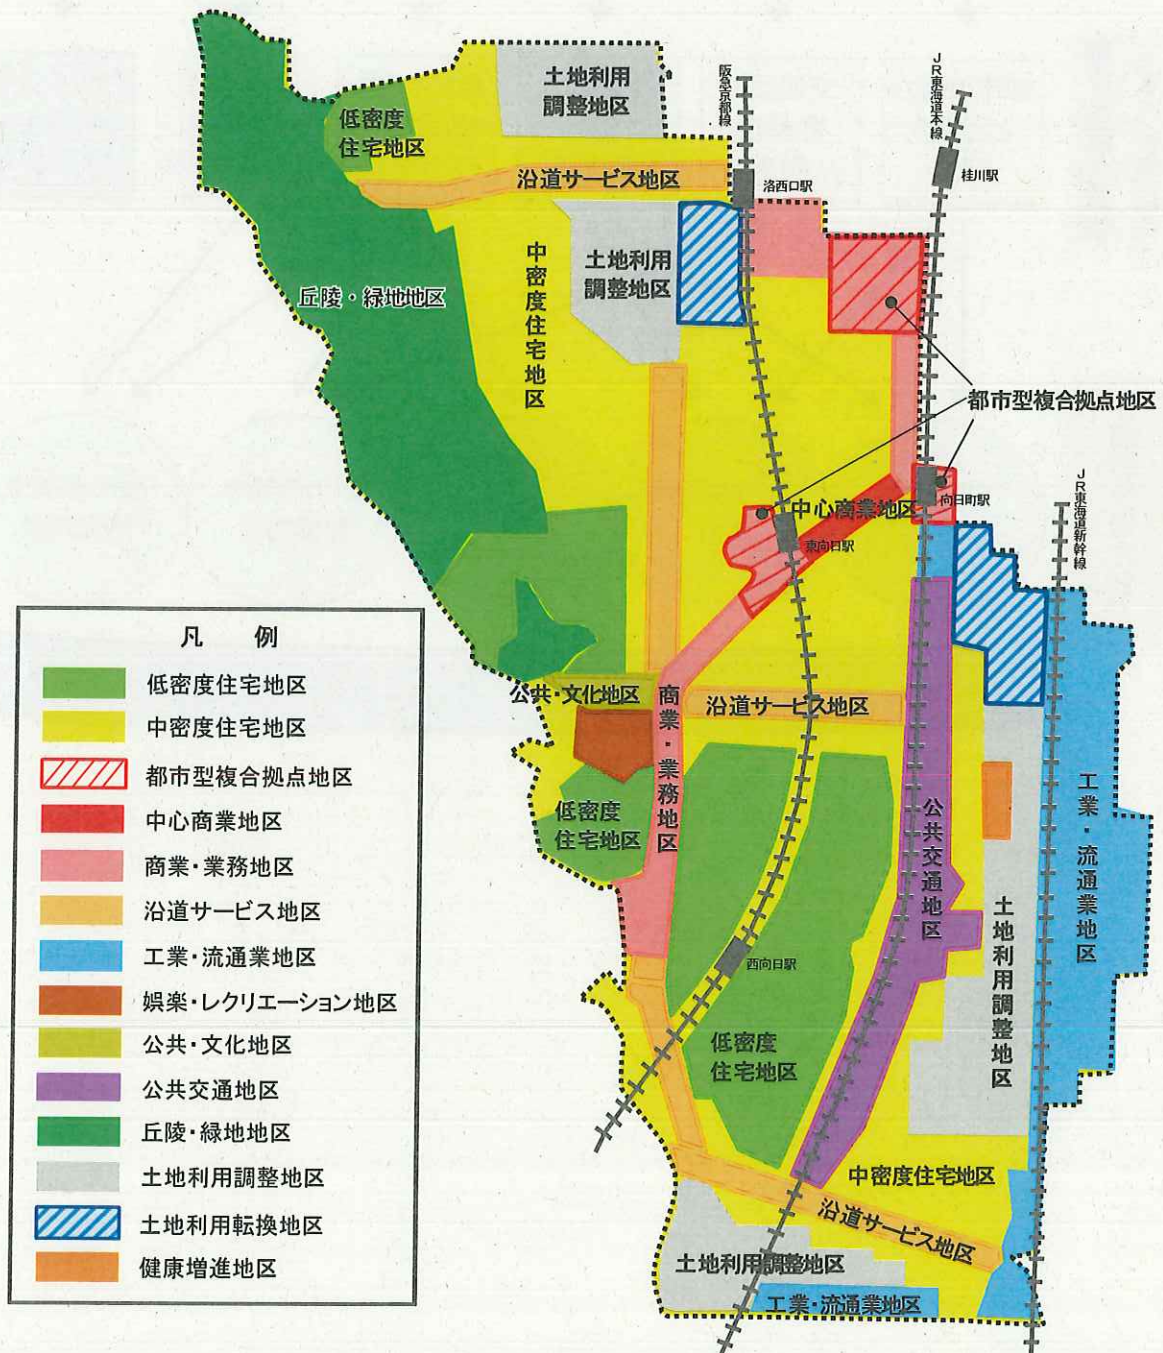 土地利用
調整地区
阪急京都線
JR東海道本線
低密度
住宅地区
桂川駅
沿道サービス地区
洛西口駅
中密度住宅地区
土地利用
調整地区
丘陵・緑地地区
都市型複合拠点地区
JR東海道新幹線
向日町駅
中心商業地区
東向日駅
公共・文化地区
商業・業務地区
沿道サービス地区
低密度
住宅地区
公共交通地区
工業・流通業地区
土地利用調整地区
西向日駅
低密度
住宅地区
中密度住宅地区
沿道サービス地区
土地利用調整地区
工業・流通業地区
凡 例
低密度住宅地区
中密度住宅地区
都市型複合拠点地区
中心商業地区
商業・業務地区
沿道サービス地区
工業・流通業地区
娯楽・レクリエーション地区
公共・文化地区
公共交通地区
丘陵・緑地地区
土地利用調整地区
土地利用転換地区
健康増進地区